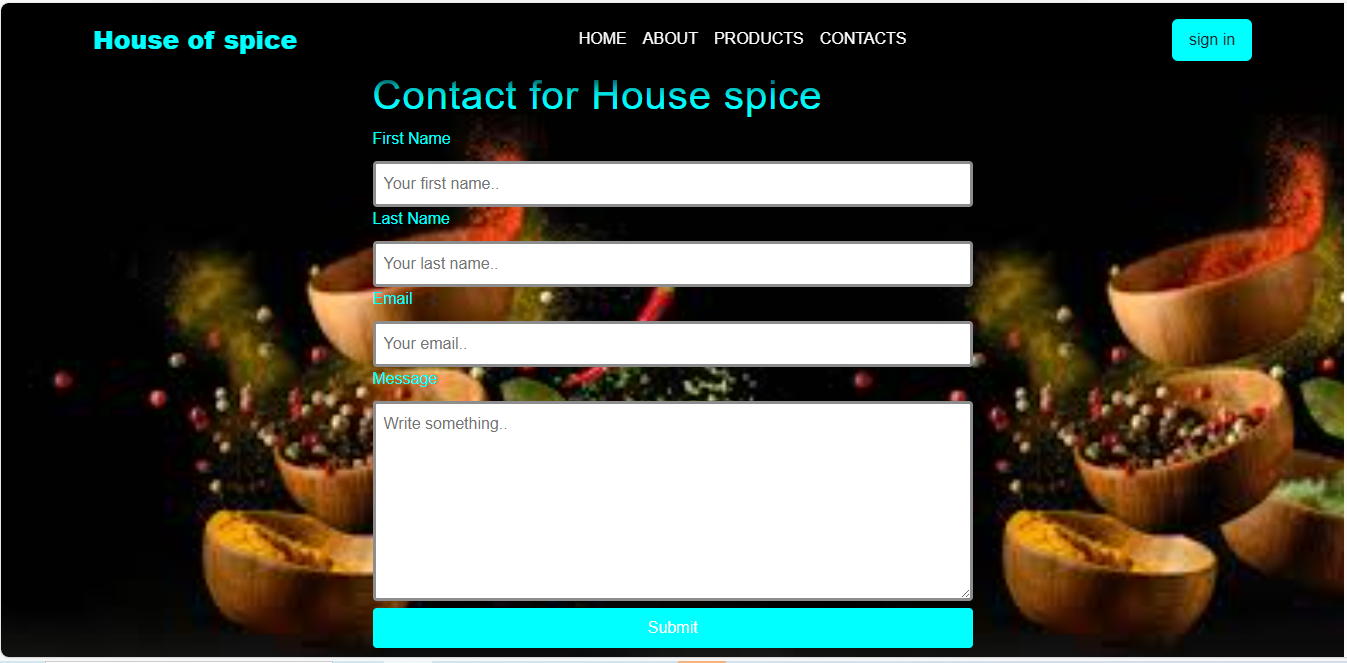 House of spice
HOME ABOUT PRODUCTS CONTACTS
sign in
Contact for House spice
First Name
Your first name..
Last Name
Your last name..
Email
Your email..
Message
Write something..
Submit